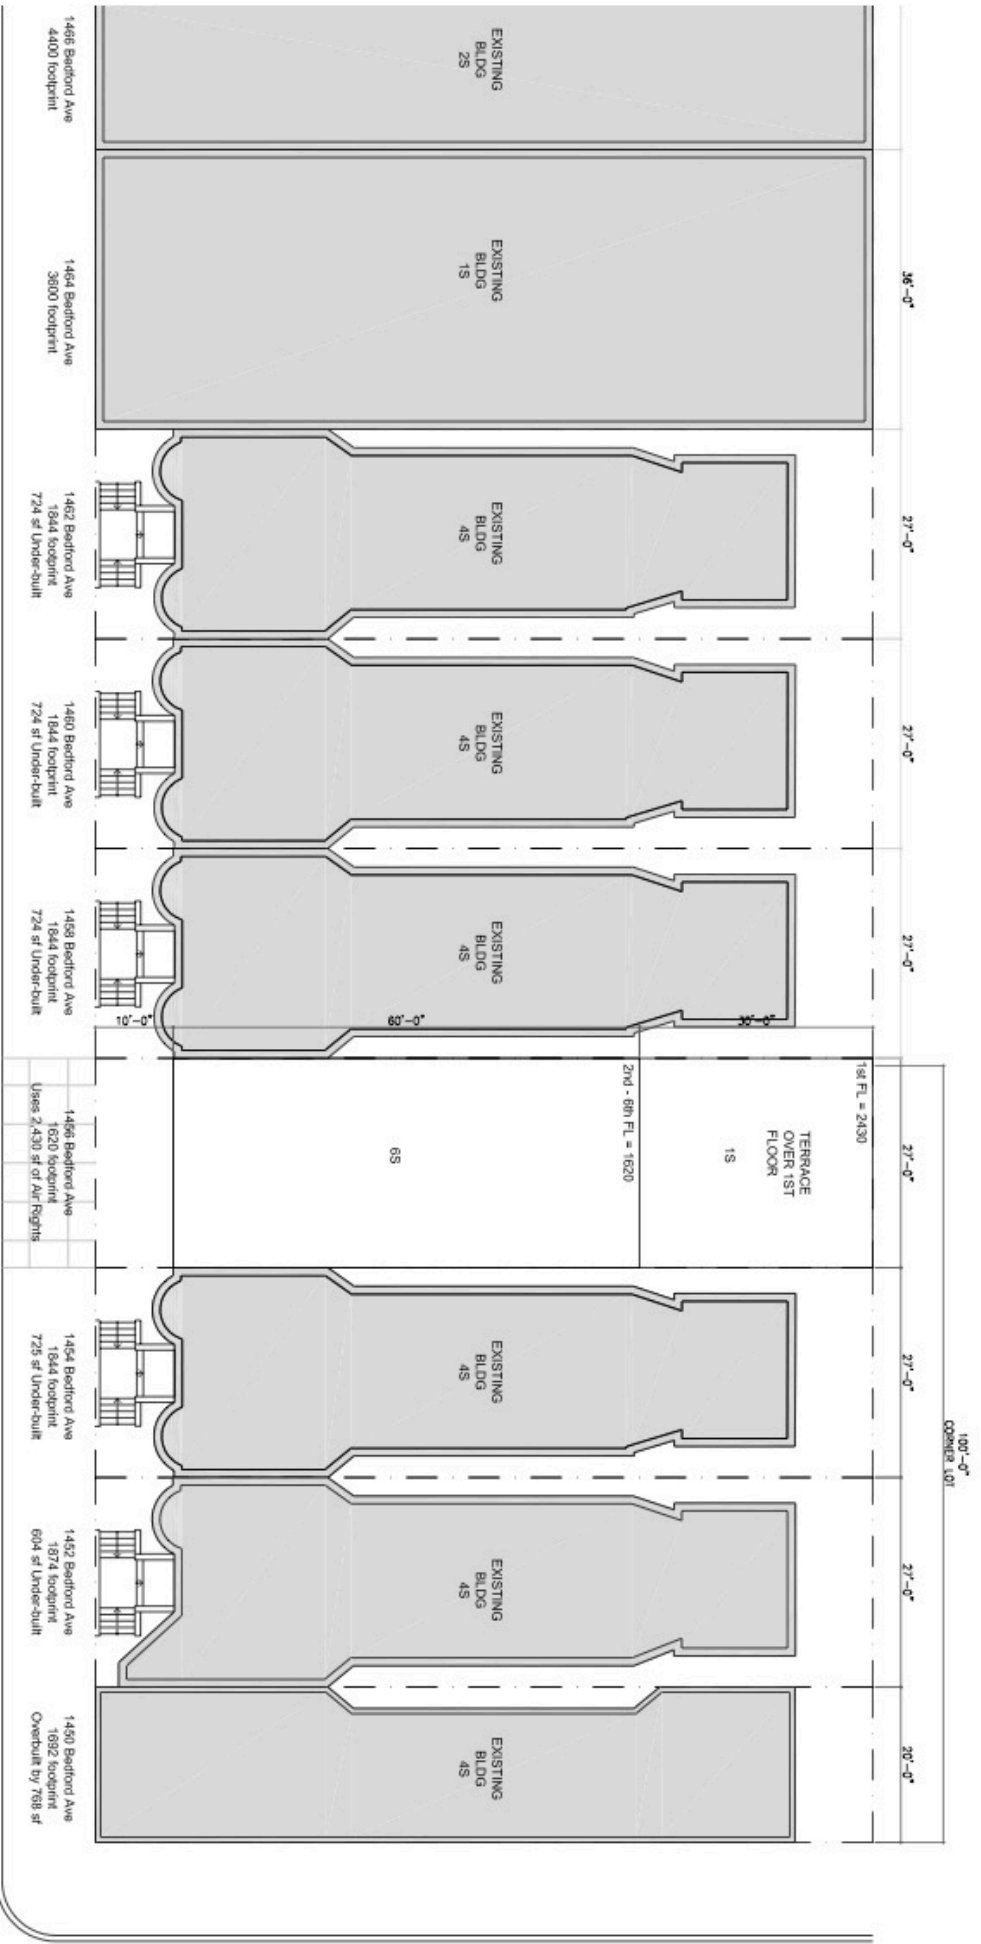 1466 Bedford Ave
4400 footprint
EXISTING
BLDG
2S
1464 Bedford Ave
3600 footprint
EXISTING
BLDG
1S
36'-0"
1462 Bedford Ave
1844 footprint
724 sf Under-built
EXISTING
BLDG
4S
27'-0"
1460 Bedford Ave
1844 footprint
724 sf Under-built
EXISTING
BLDG
4S
27'-0"
1458 Bedford Ave
1844 footprint
724 sf Under-built
EXISTING
BLDG
4S
27'-0"
10'-0"
60'-0"
30'-0"
1456 Bedford Ave
1620 footprint
Uses 2,430 sf of Air Rights
6S
2nd - 6th FL = 1620
1S
TERRACE
OVER 1ST
FLOOR
1st FL = 2430
27'-0"
1454 Bedford Ave
1844 footprint
725 sf Under-built
EXISTING
BLDG
4S
27'-0"
100'-0"
CORNER LOT
1452 Bedford Ave
1874 footprint
604 sf Under-built
EXISTING
BLDG
4S
27'-0"
1450 Bedford Ave
1692 footprint
Overbuilt by 768 sf
EXISTING
BLDG
4S
20'-0"